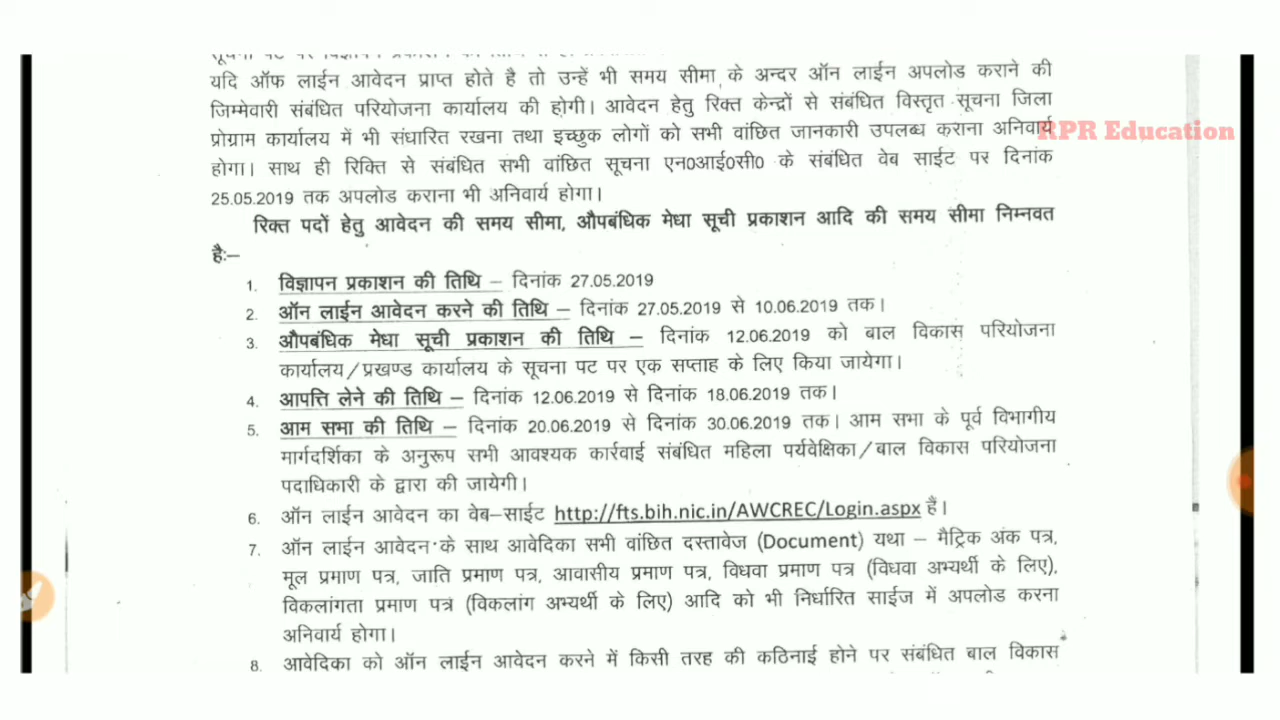 सूचना पट पर विज्ञापन प्रकाशन की तिथि से ही
यदि ऑफ लाईन आवेदन प्राप्त होते है तो उन्हें भी समय सीमा के अन्दर ऑन लाईन अपलोड कराने की
जिम्मेवारी संबंधित परियोजना कार्यालय की होगी। आवेदन हेतु रिक्त केन्द्रों से संबंधित विस्तृत सूचना जिला
प्रोग्राम कार्यालय में भी संधारित रखना तथा इच्छुक लोगों को सभी वांछित जानकारी उपलब्ध कराना अनिवार्य
RPR Education
होगा। साथ ही रिक्ति से संबंधित सभी वांछित सूचना एन0आई0सी0 के संबंधित वेब साईट पर दिनांक
25.05.2019 तक अपलोड कराना भी अनिवार्य होगा।
रिक्त पदों हेतु आवेदन की समय सीमा, औपबंधिक मेधा सूची प्रकाशन आदि की समय सीमा निम्नवत
है:–
1. विज्ञापन प्रकाशन की तिथि – दिनांक 27.05.2019
2. ऑन लाईन आवेदन करने की तिथि – दिनांक 27.05.2019 से 10.06.2019 तक।
3. औपबंधिक मेधा सूची प्रकाशन की तिथि – दिनांक 12.06.2019 को बाल विकास परियोजना
कार्यालय/प्रखण्ड कार्यालय के सूचना पट पर एक सप्ताह के लिए किया जायेगा।
4. आपत्ति लेने की तिथि – दिनांक 12.06.2019 से दिनांक 18.06.2019 तक।
5. आम सभा की तिथि – दिनांक 20.06.2019 से दिनांक 30.06.2019 तक। आम सभा के पूर्व विभागीय
मार्गदर्शिका के अनुरूप सभी आवश्यक कार्रवाई संबंधित महिला पर्यवेक्षिका/बाल विकास परियोजना
पदाधिकारी के द्वारा की जायेगी।
6. ऑन लाईन आवेदन का वेब–साईट http://fts.bih.nic.in/AWCREC/Login.aspx हैं।
7. ऑन लाईन आवेदन के साथ आवेदिका सभी वांछित दस्तावेज (Document) यथा – मैट्रिक अंक पत्र,
मूल प्रमाण पत्र, जाति प्रमाण पत्र, आवासीय प्रमाण पत्र, विधवा प्रमाण पत्र (विधवा अभ्यर्थी के लिए),
विकलांगता प्रमाण पत्र (विकलांग अभ्यर्थी के लिए) आदि को भी निर्धारित साईज में अपलोड करना
अनिवार्य होगा।
8. आवेदिका को ऑन लाईन आवेदन करने में किसी तरह की कठिनाई होने पर संबंधित बाल विकास